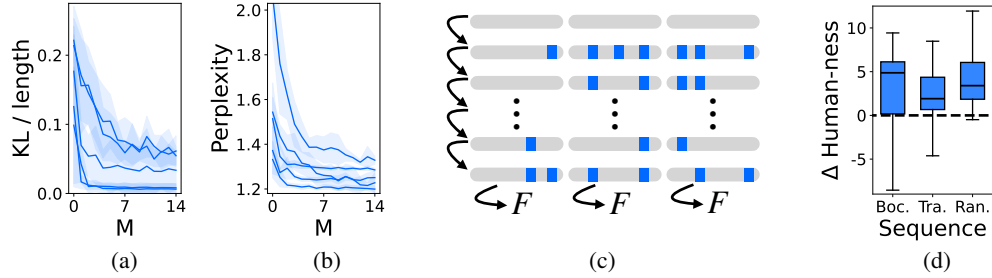 KL / length
0.2
0.1
0.0
0
7
14
M
(a)
Perplexity
2.0
1.8
1.6
1.4
1.2
0
7
14
M
(b)
F
F
F
(c)
Δ Human-ness
10
5
0
-5
Boc.
Tra.
Ran.
Sequence
(d)